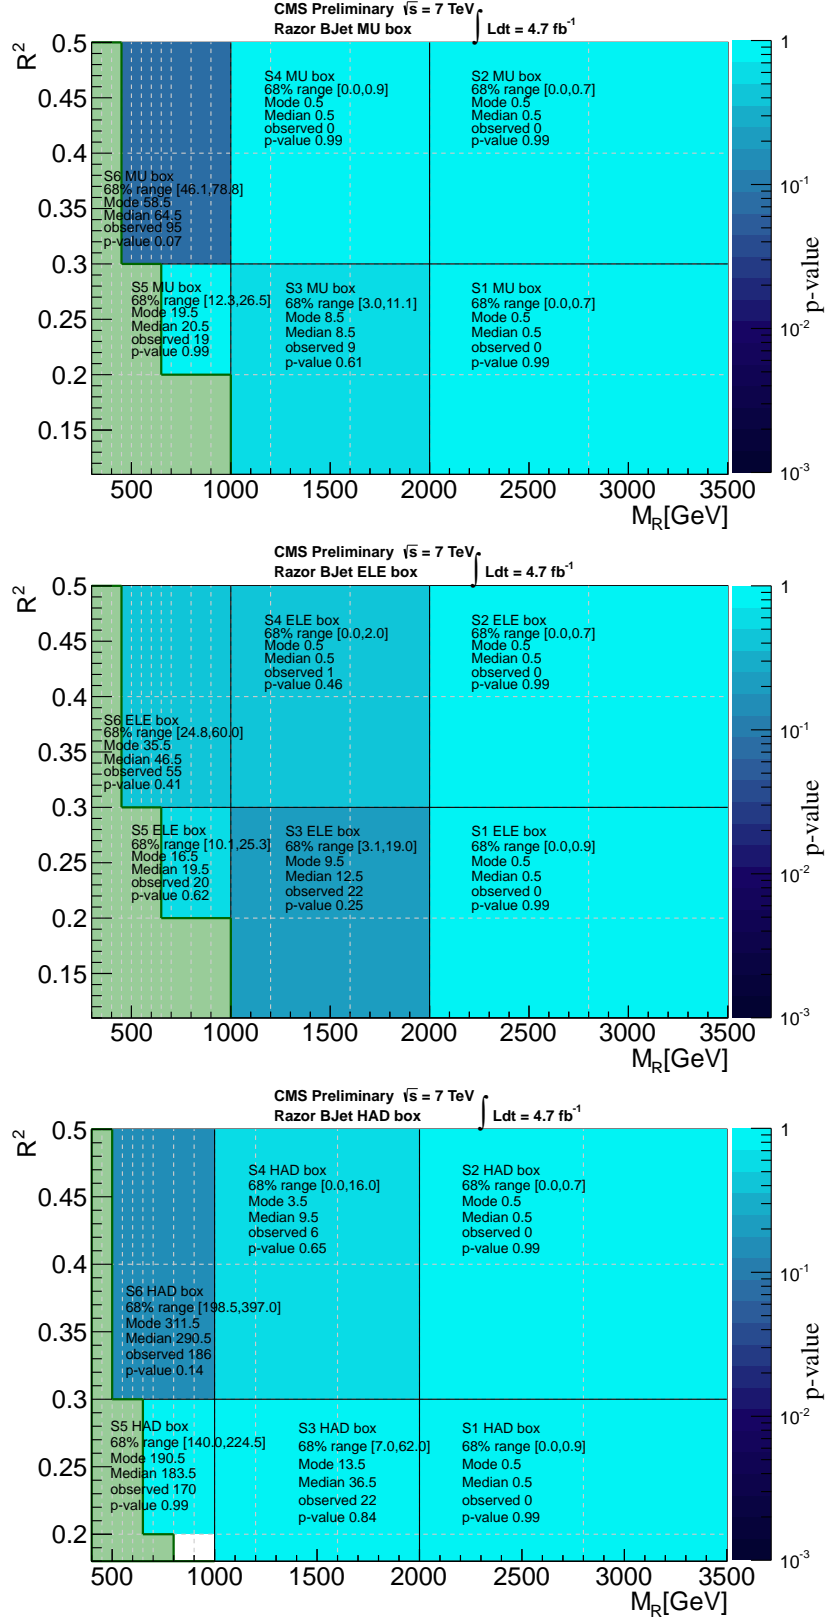 CMS Preliminary √s = 7 TeV
Razor BJet MU box ∫ Ldt = 4.7 fb-1
R2
0.5
0.45
0.4
0.35
0.3
0.25
0.2
0.15
S4 MU box
68% range [0.0,0.9]
Mode 0.5
Median 0.5
observed 0
p-value 0.99
S2 MU box
68% range [0.0,0.7]
Mode 0.5
Median 0.5
observed 0
p-value 0.99
S6 MU box
68% range [46.1,78.8]
Mode 58.5
Median 64.5
observed 95
p-value 0.07
S5 MU box
68% range [12.3,26.5]
Mode 19.5
Median 20.5
observed 19
p-value 0.99
S3 MU box
68% range [3.0,11.1]
Mode 8.5
Median 8.5
observed 9
p-value 0.61
S1 MU box
68% range [0.0,0.7]
Mode 0.5
Median 0.5
observed 0
p-value 0.99
500 1000 1500 2000 2500 3000 3500
MR[GeV]
1
10-1
10-2
10-3
p-value
CMS Preliminary √s = 7 TeV
Razor BJet ELE box ∫ Ldt = 4.7 fb-1
R2
0.5
0.45
0.4
0.35
0.3
0.25
0.2
0.15
S4 ELE box
68% range [0.0,2.0]
Mode 0.5
Median 0.5
observed 1
p-value 0.46
S2 ELE box
68% range [0.0,0.7]
Mode 0.5
Median 0.5
observed 0
p-value 0.99
S6 ELE box
68% range [24.8,60.0]
Mode 35.5
Median 46.5
observed 55
p-value 0.41
S5 ELE box
68% range [10.1,25.3]
Mode 16.5
Median 19.5
observed 20
p-value 0.62
S3 ELE box
68% range [3.1,19.0]
Mode 9.5
Median 12.5
observed 22
p-value 0.25
S1 ELE box
68% range [0.0,0.9]
Mode 0.5
Median 0.5
observed 0
p-value 0.99
500 1000 1500 2000 2500 3000 3500
MR[GeV]
1
10-1
10-2
10-3
p-value
CMS Preliminary √s = 7 TeV
Razor BJet HAD box ∫ Ldt = 4.7 fb-1
R2
0.5
0.45
0.4
0.35
0.3
0.25
0.2
S4 HAD box
68% range [0.0,16.0]
Mode 3.5
Median 9.5
observed 6
p-value 0.65
S2 HAD box
68% range [0.0,0.7]
Mode 0.5
Median 0.5
observed 0
p-value 0.99
S6 HAD box
68% range [198.5,397.0]
Mode 311.5
Median 290.5
observed 186
p-value 0.14
S5 HAD box
68% range [140.0,224.5]
Mode 190.5
Median 183.5
observed 170
p-value 0.99
S3 HAD box
68% range [7.0,62.0]
Mode 13.5
Median 36.5
observed 22
p-value 0.84
S1 HAD box
68% range [0.0,0.9]
Mode 0.5
Median 0.5
observed 0
p-value 0.99
500 1000 1500 2000 2500 3000 3500
MR[GeV]
1
10-1
10-2
10-3
p-value